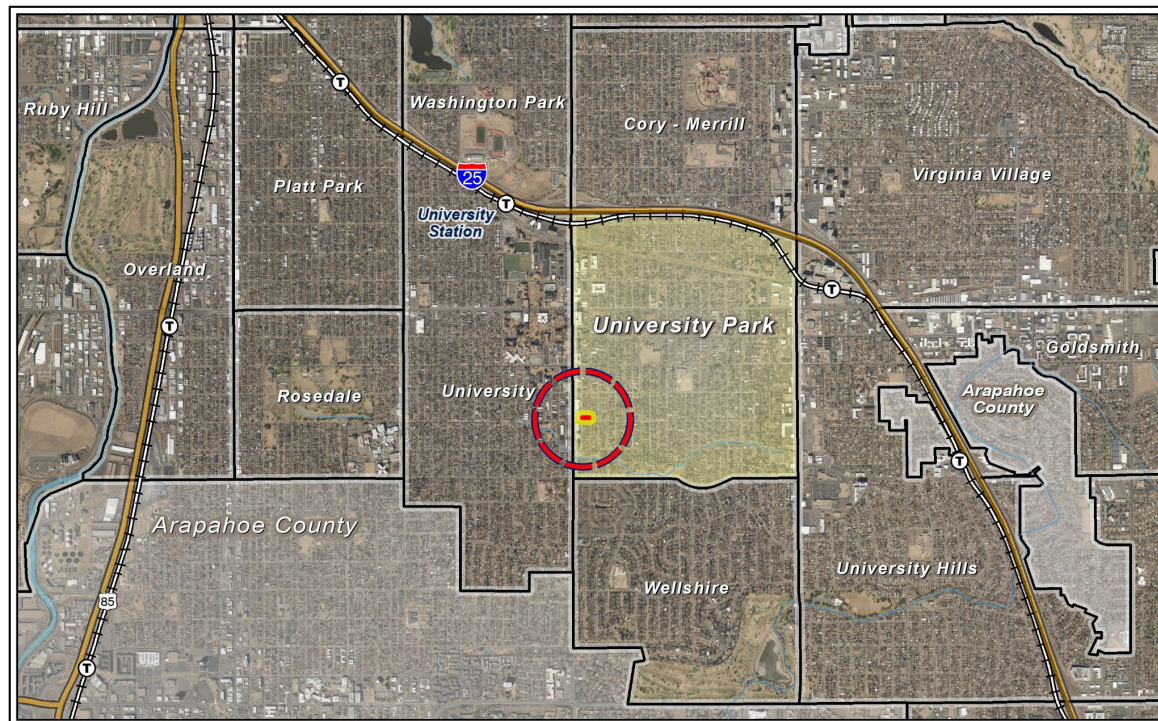 Ruby Hill
T
Washington Park
Cory - Merrill
Virginia Village
25
Platt Park
T
University
Station
T
Overland
University Park
T
T
Goldsmith
Rosedale
University
Arapahoe
County
T
Arapahoe County
University Hills
Wellshire
85
T